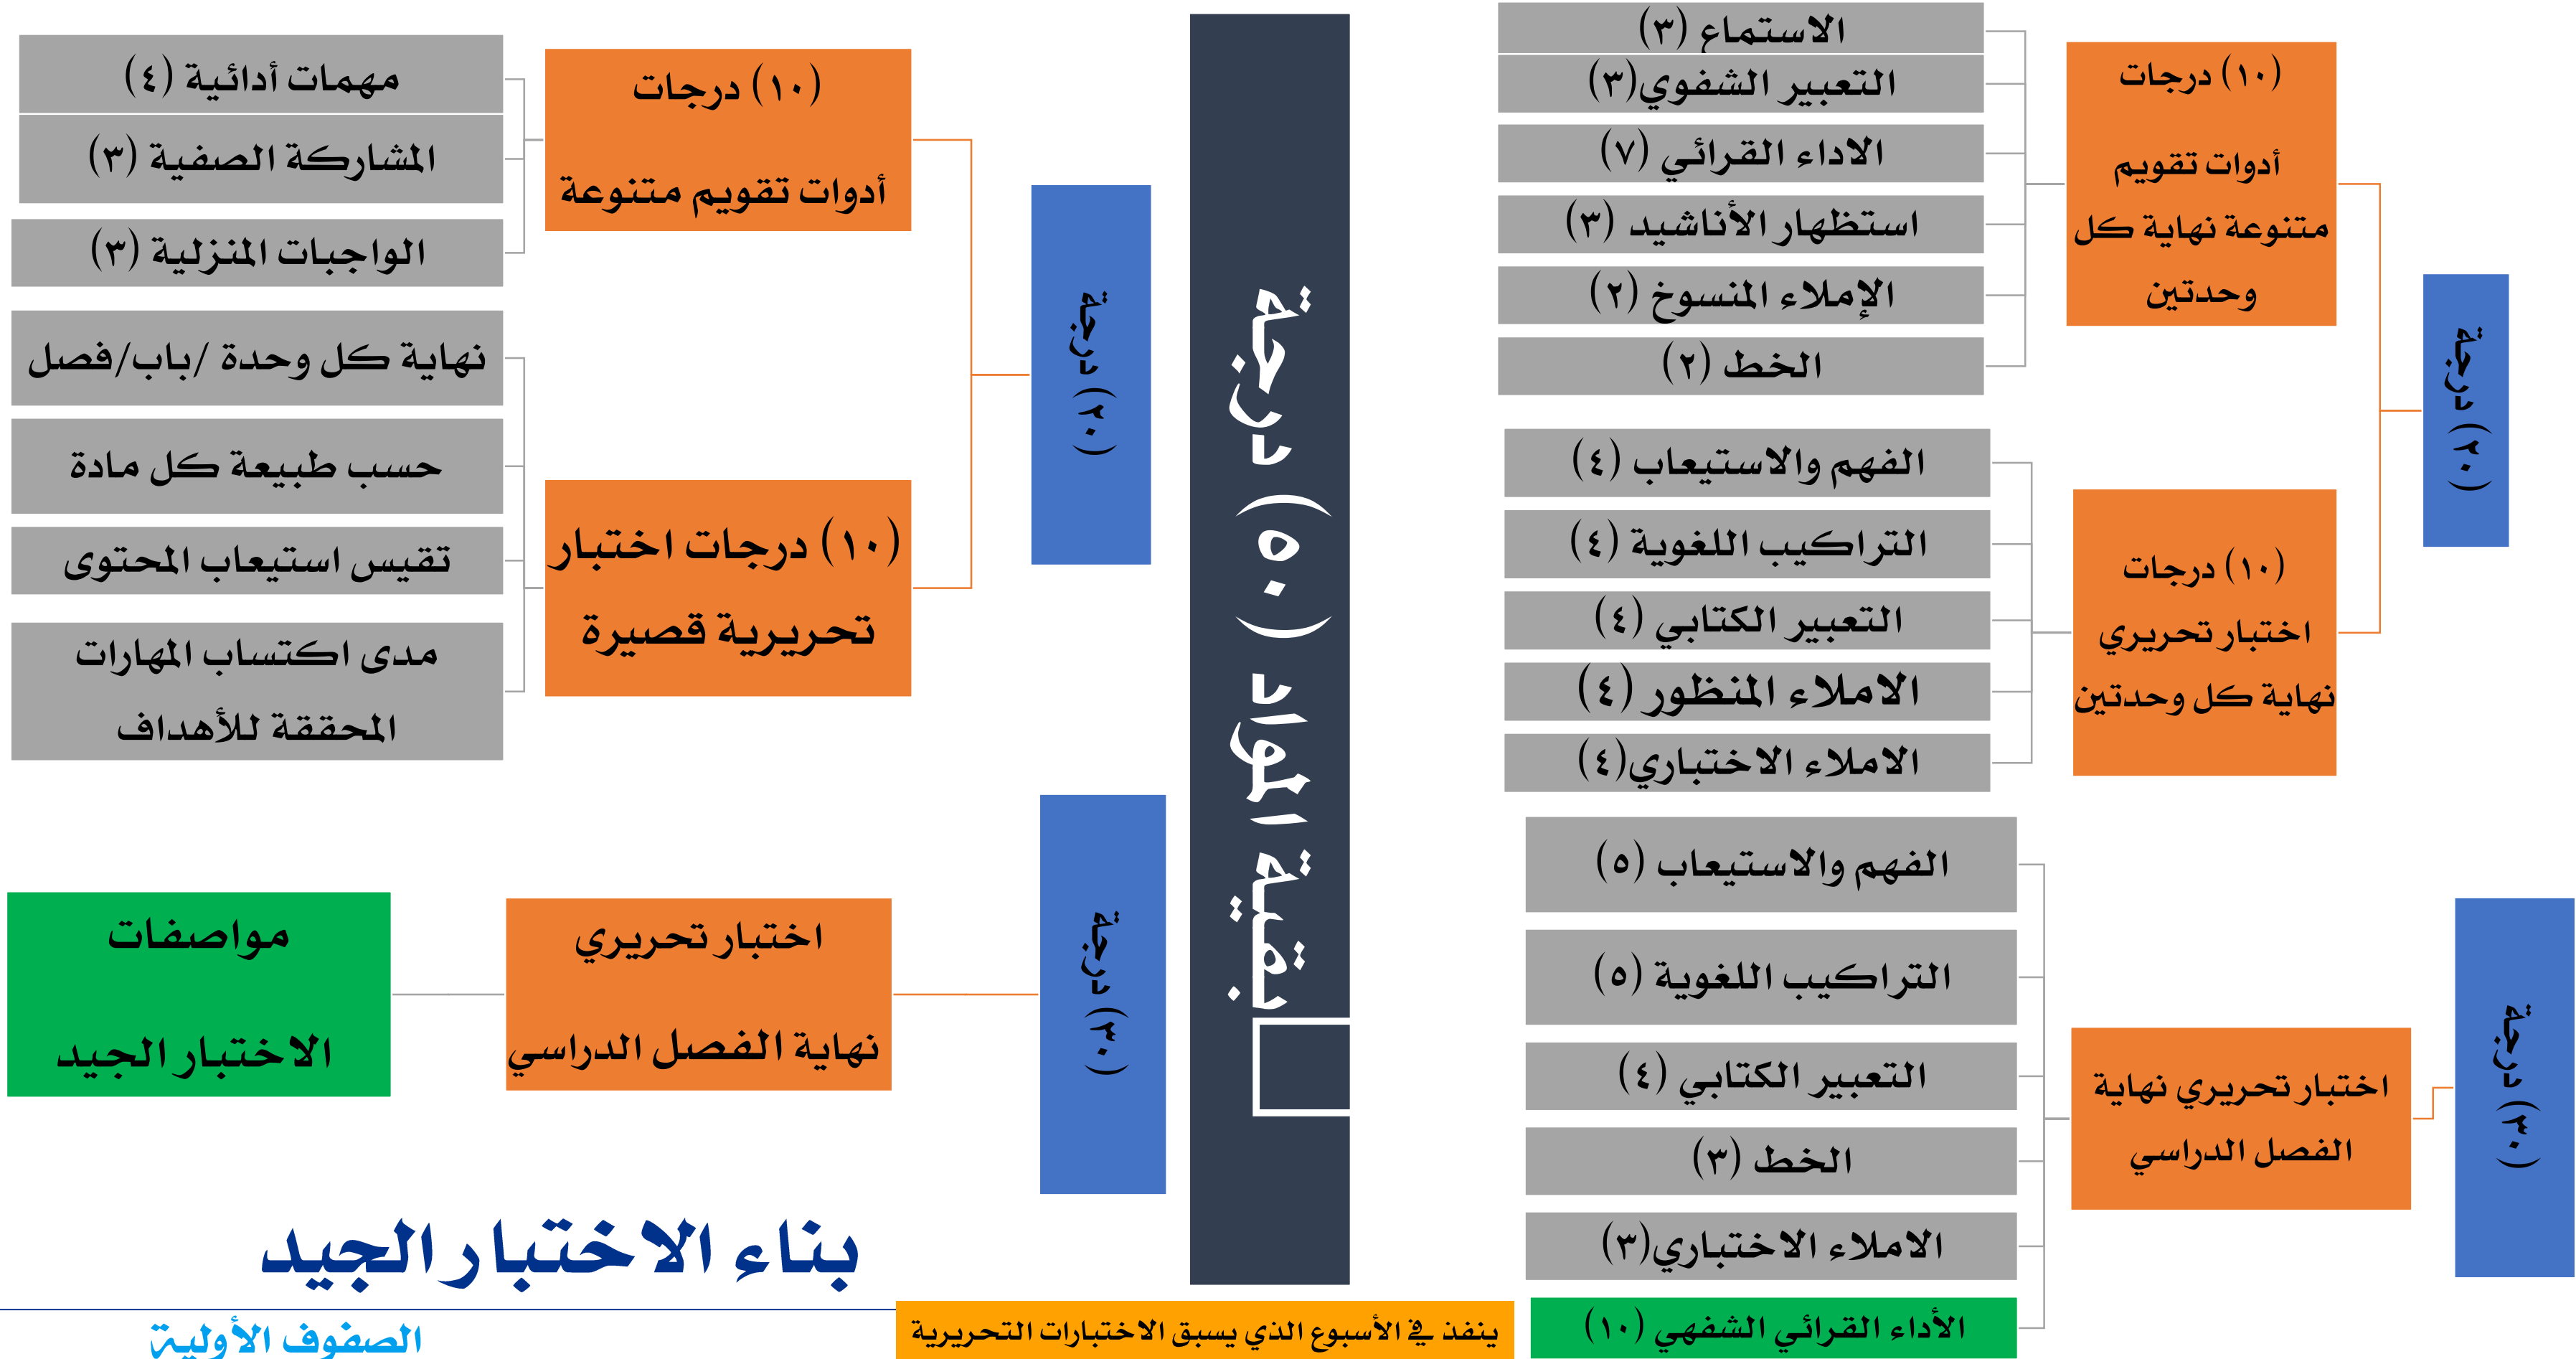 (٢٠) درجة
(١٠) درجات
أدوات تقويم
متنوعة نهاية كل
وحدتين
الاستماع (٣)
التعبير الشفوي(٣)
الاداء القرائي (٧)
استظهار الأناشيد (٣)
الإملاء المنسوخ (٢)
الخط (٢)
(١٠) درجات
اختبار تحريري
نهاية كل وحدتين
الفهم والاستيعاب (٤)
التراكيب اللغوية (٤)
التعبير الكتابي (٤)
الاملاء المنظور (٤)
الاملاء الاختباري(٤)
(٣٠) درجة
اختبار تحريري نهاية
الفصل الدراسي
الفهم والاستيعاب (٥)
التراكيب اللغوية (٥)
التعبير الكتابي (٤)
الخط (٣)
الاملاء الاختباري(٣)
الأداء القرائي الشفهي (١٠)
ينفذ في الأسبوع الذي يسبق الاختبارات التحريرية
بقية المواد (٥٠) درجة
(٢٠) درجة
(١٠) درجات
أدوات تقويم متنوعة
مهمات أدائية (٤)
المشاركة الصفية (٣)
الواجبات المنزلية (٣)
(١٠) درجات اختبار
تحريرية قصيرة
نهاية كل وحدة /باب/فصل
حسب طبيعة كل مادة
تقيس استيعاب المحتوى
مدى اكتساب المهارات
المحققة للأهداف
(٣٠) درجة
اختبار تحريري
نهاية الفصل الدراسي
مواصفات
الاختبار الجيد
بناء الاختبار الجيد
الصفوف الأولية